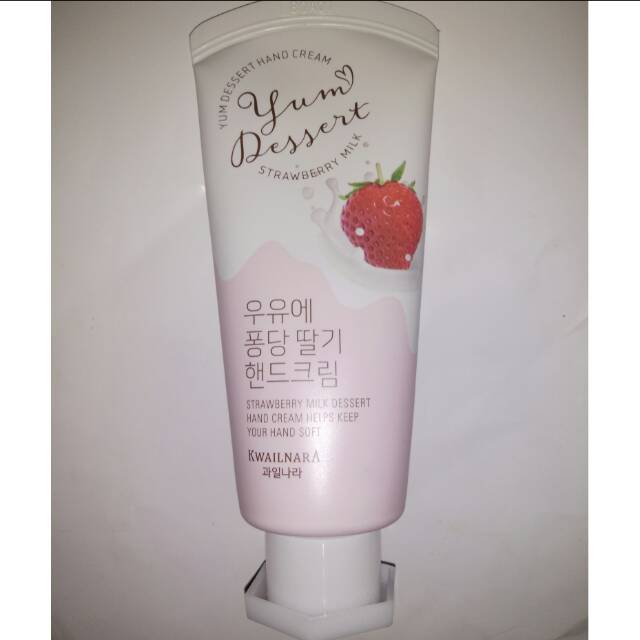 YUM DESSERT HAND CREAM
Yum
Dessert
STRAWBERRY MILK
우유에
퐁당 딸기
핸드크림
STRAWBERRY MILK DESSERT
HAND CREAM HELPS KEEP
YOUR HAND SOFT
KWAILNARA
과일나라